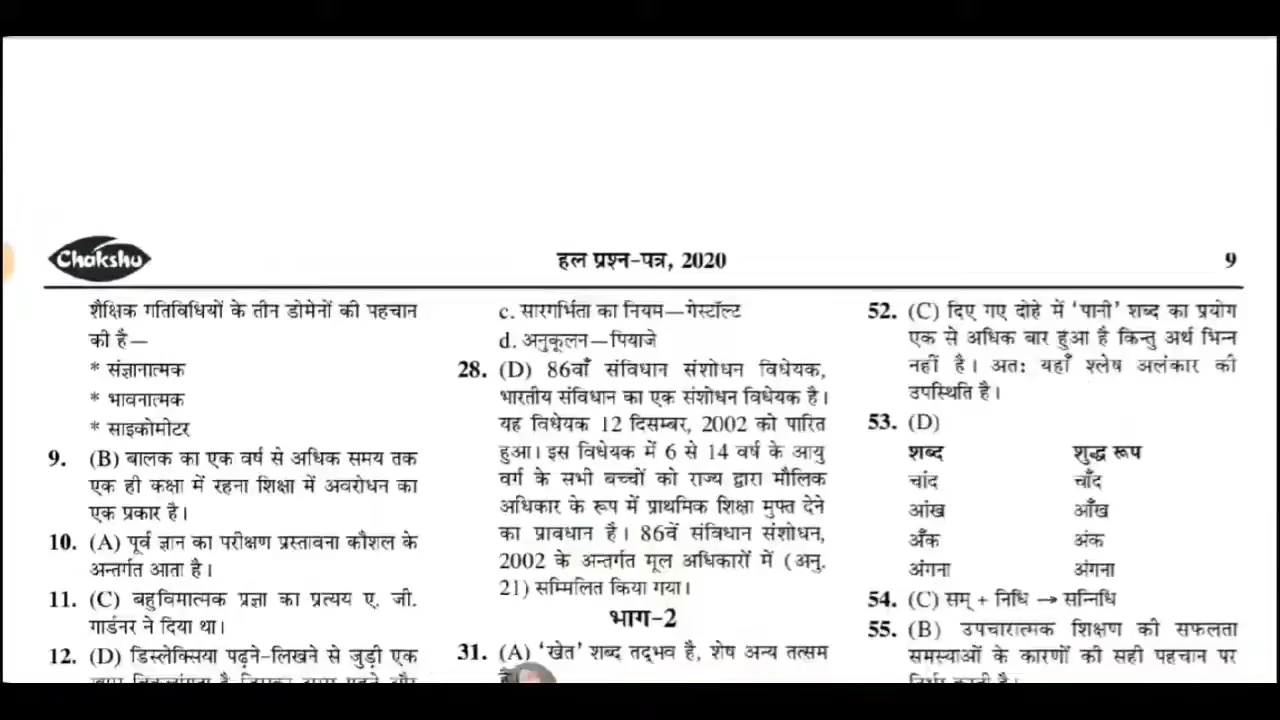 Chakshu
हल प्रश्न-पत्र, 2020
9
शैक्षिक गतिविधियों के तीन डोमेनों की पहचान
की है—
* संज्ञानात्मक
* भावनात्मक
* साइकोमीटर
9. (B) बालक का एक वर्ष से अधिक समय तक
एक ही कक्षा में रहना शिक्षा में अवरोधन का
एक प्रकार है।
10. (A) पूर्व ज्ञान का परीक्षण प्रस्तावना कौशल के
अन्तर्गत आता है।
11. (C) बहुविमात्मक प्रज्ञा का प्रत्यय ए. जी.
गार्डनर ने दिया था।
12. (D) डिस्लेक्सिया पढ़ने-लिखने से जुड़ी एक
c. सारगर्भिता का नियम—गेस्टॉल्ट
d. अनुकूलन—पियाजे
28. (D) 86वाँ संविधान संशोधन विधेयक,
भारतीय संविधान का एक संशोधन विधेयक है।
यह विधेयक 12 दिसम्बर, 2002 को पारित
हुआ। इस विधेयक में 6 से 14 वर्ष के आयु
वर्ग के सभी बच्चों को राज्य द्वारा मौलिक
अधिकार के रूप में प्राथमिक शिक्षा मुफ्त देने
का प्रावधान है। 86वें संविधान संशोधन,
2002 के अन्तर्गत मूल अधिकारों में (अनु.
21) सम्मिलित किया गया।
भाग-2
31. (A) 'खेत' शब्द तद्भव है, शेष अन्य तत्सम
52. (C) दिए गए दोहे में 'पानी' शब्द का प्रयोग
एक से अधिक बार हुआ है किन्तु अर्थ भिन्न
नहीं है। अतः यहाँ श्लेष अलंकार की
उपस्थिति है।
53. (D)
शब्द शुद्ध रूप
चांद चाँद
आंख आँख
अँक अंक
अंगना अंगना
54. (C) सम् + निधि → सन्निधि
55. (B) उपचारात्मक शिक्षण की सफलता
समस्याओं के कारणों की सही पहचान पर
निर्भर करती है।